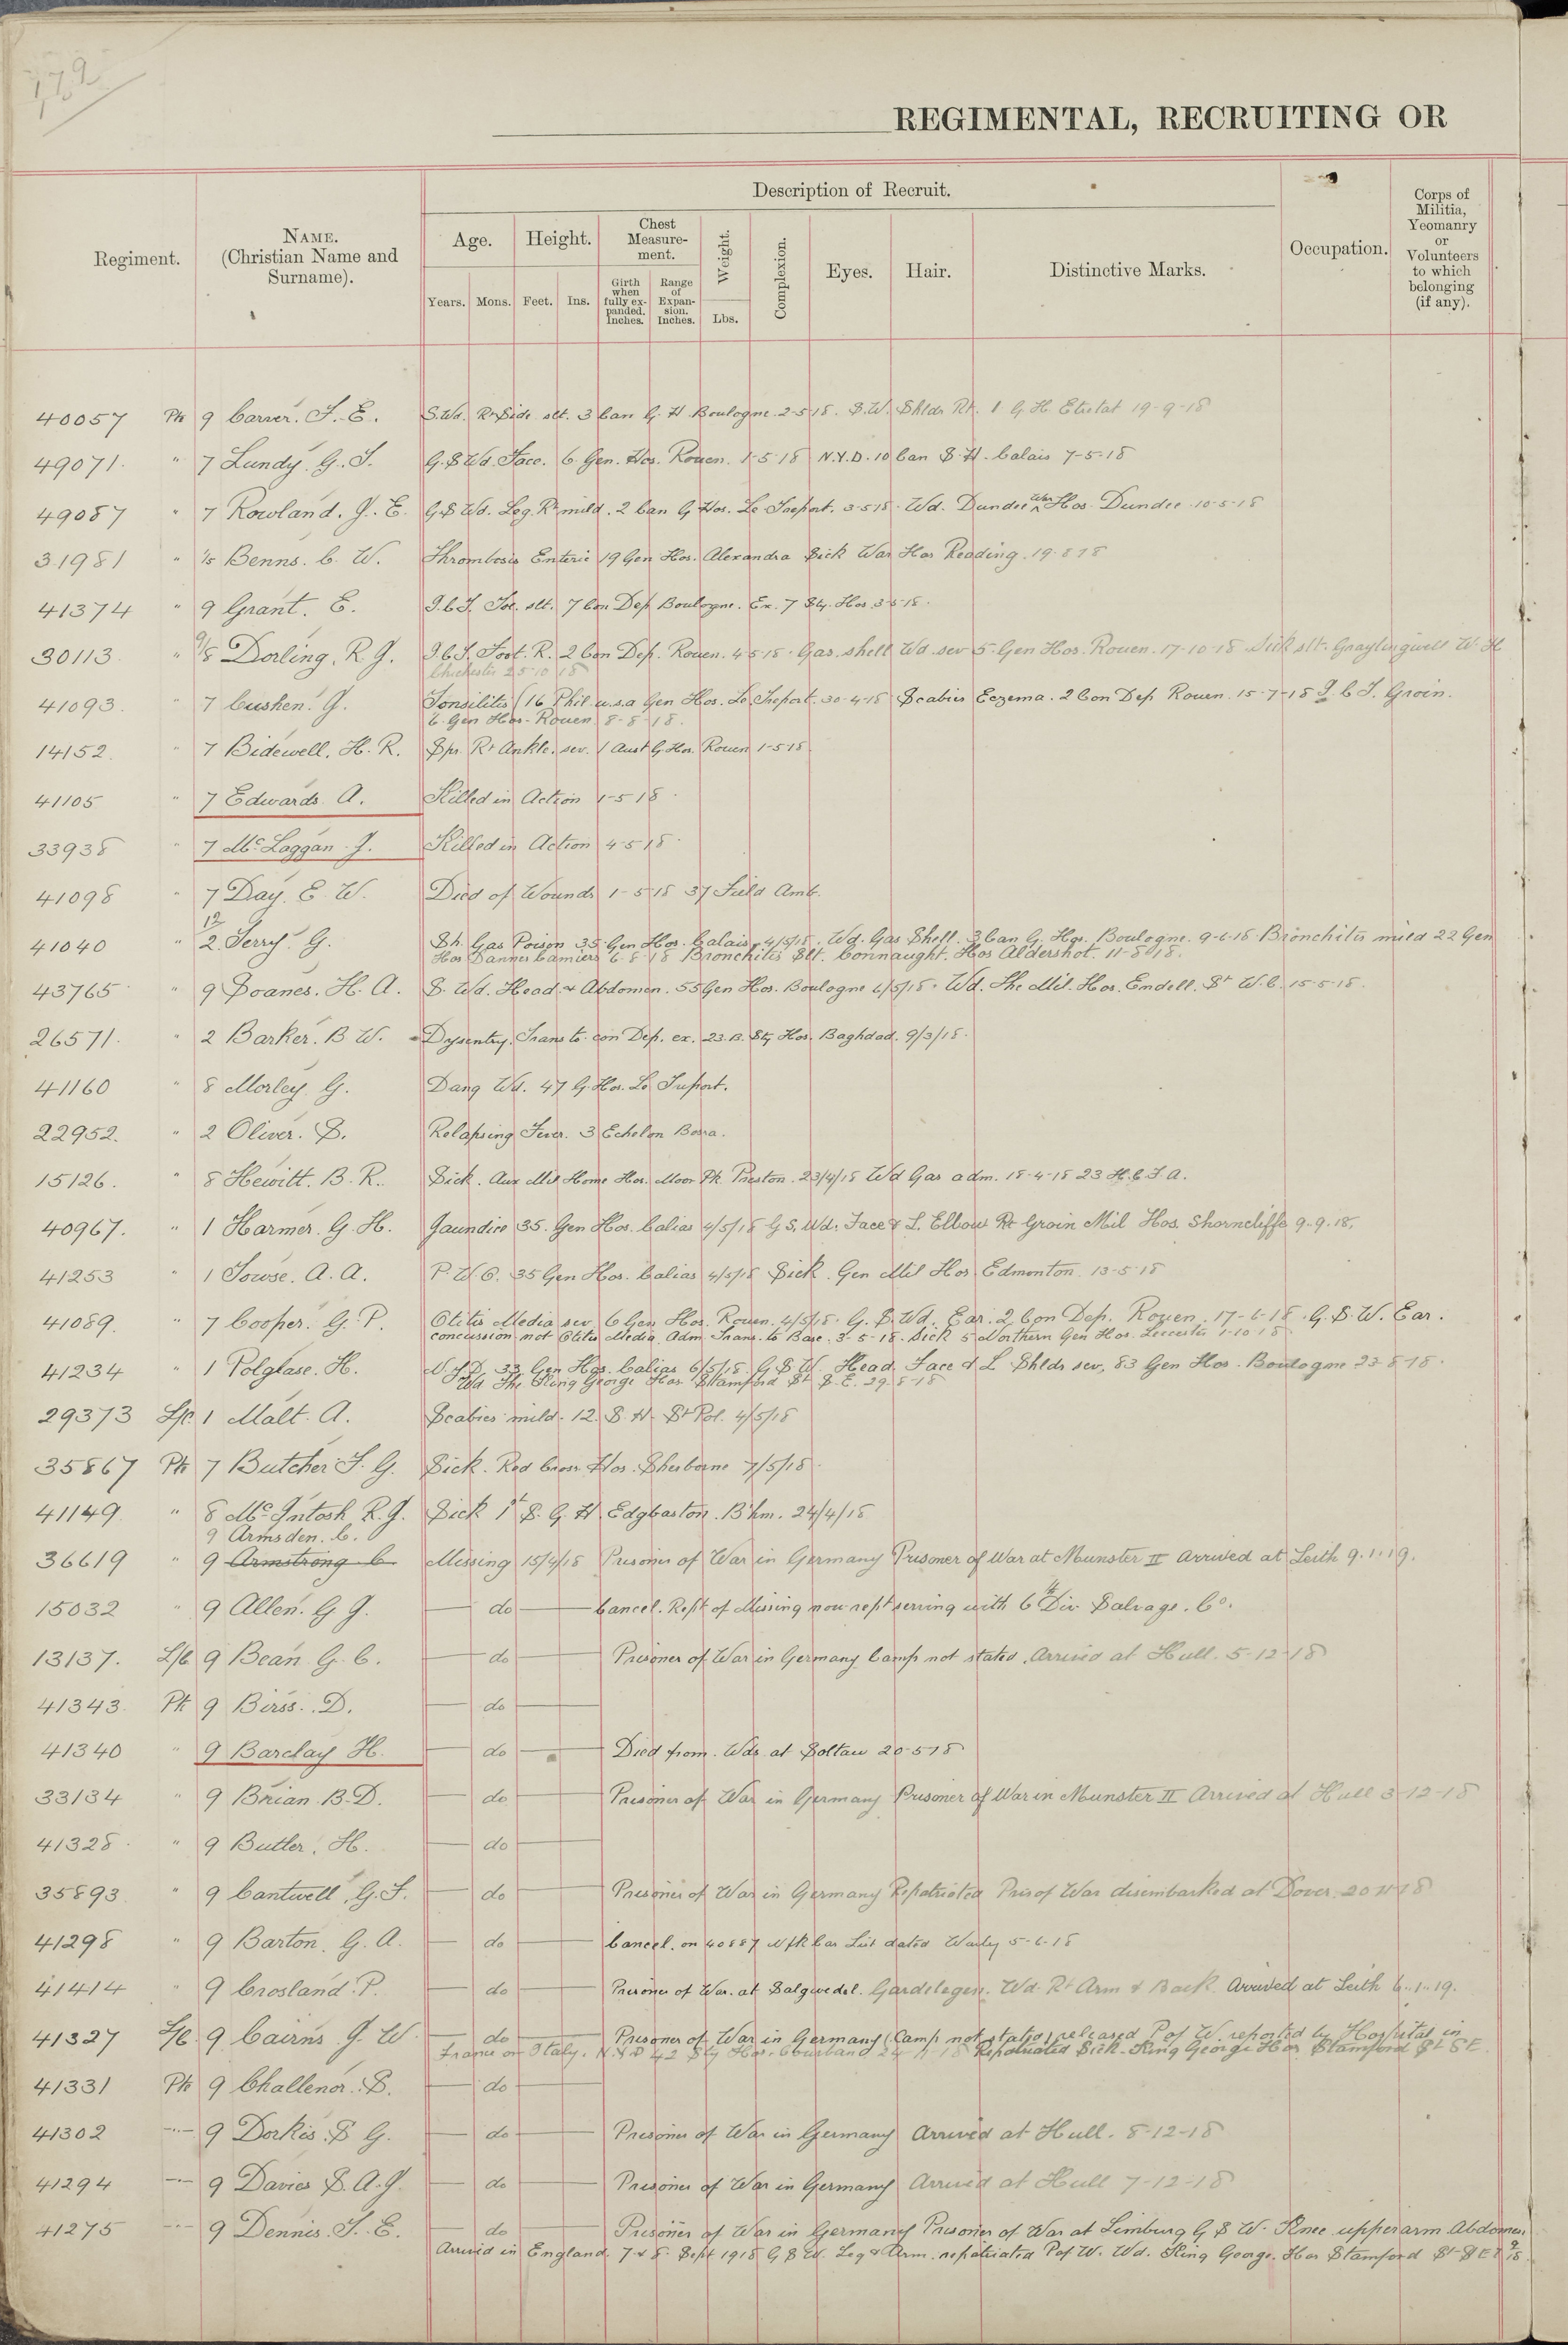 179
REGIMENTAL, RECRUITING OR
Regiment.
NAME.
(Christian Name and
Surname).
Description of Recruit.
Age.
Height.
Chest
Measure-
ment.
Weight.
Complexion.
Eyes.
Hair.
Distinctive Marks.
Occupation.
Corps of
Militia,
Yeomanry
or
Volunteers
to which
belonging
(if any).
Years.
Mons.
Feet.
Ins.
Girth
when
fully ex-
panded.
Inches.
Range
of
Expan-
sion.
Inches.
Lbs.
40057 Pte 9 Carver. F. E. S. Wd. Rt Side slt. 3 Can G. H. Boulogne 2-5-18. S.W. Shldr Rt. 1 G H Etretat 19-9-18
49071. " 7 Lundy. G. T. G. S Wd. Face. 6. Gen. Hos. Rouen. 1-5-18 N.Y.D. 10 Can S. H. Calais 7-5-18
49087 " 7 Rowland. J. E. G. S Wd. Leg. Rt mild. 2 Can G Hos. Le Treport. 3-5-18. Wd. Dundee War Hos. Dundee 10-5-18
31981 " 1/5 Benns. C. W. Thrombosis Enteric 19 Gen Hos. Alexandra Sick War Hos Reading. 19-8-18
41374 " 9 Grant. E. I.C.T. Toe. slt. 7 Con Dep Boulogne. Ex. 7 Sty. Hos 3-5-18.
30113 " 9/8 Dorling. R. J. I.C.T. Foot. R. 2 Con Dep. Rouen. 4-5-18. Gas. shell Wd sev 5 Gen Hos. Rouen. 17-10-18 Sick slt. Graylingwell W. H
Chichester 25-10-18
41093. " 7 Cushen. J. Tonsilitis (16 Phil. u.s.a Gen Hos. Le Treport. 30-4-18 Scabies Eczema. 2 Con Dep Rouen. 15-7-18 I.C.T. Groin.
6. Gen Hos- Rouen 8-8-18.
14152. " 7 Bidewell. H. R. Spr. Rt Ankle. sev. 1 Aust G. Hos. Rouen 1-5-18
41105 " 7 Edwards. A. Killed in Action 1-5-18
33938 " 7 McLaggan. J. Killed in Action 4-5-18
41098 " 7 Day. E. W. Died of Wounds 1-5-18 37 Field Amb.
12
41040 " 2. Terry. G. Sh. Gas Poison 35 Gen Hos. Calais. 4/5/18. Wd. Gas Shell. 3 Can G. Hos. Boulogne. 9-6-18. Bronchitis mild 22 Gen
Hos Dannes Camiers 6-8-18 Bronchitis Slt. Connaught. Hos Aldershot. 11-8-18.
43765 " 9 Soanes. H. A. S. Wd. Head & Abdomen. 55 Gen Hos. Boulogne 4/5/18. Wd. The Mil. Hos. Endell. St W.C. 15-5-18.
26571. " 2 Barker. B. W. Dysentry. Trans to con Dep. ex. 23. B. Sty Hos. Baghdad. 9/3/18.
41160 " 8 Morley G. Dang Wd. 47 G. Hos. Le Treport.
22952. " 2 Oliver. S. Relapsing Fever. 3 Echelon Basra.
15126. " 8 Hewitt. B. R. Sick. Aux Mil Home Hos. Moor Pk. Preston. 23/4/18 Wd Gas adm. 18-4-18 23 H.C.F.A.
40967. " 1 Harmer. G. H. Jaundice 35. Gen Hos. Calias 4/5/18 G.S. Wd. Face & L. Elbow Rt Groin Mil Hos. Shorncliffe 9.9.18.
41253 " 1 Towse. A. A. P.U.O. 35 Gen Hos. Calias 4/5/18 Sick. Gen Mil Hos Edmonton. 13-5-18
41089. " 7 Cooper. G. P. Otitis Media sev 6 Gen Hos. Rouen. 4/5/18. G. S. Wd. Ear. 2 Con Dep. Rouen. 17-6-18. G.S.W. Ear.
concussion not Otitis Media Adm. Trans. to Base. 3-5-18. Sick 5 Northern Gen Hos. Leicester 1-10-18
41234 " 1 Polglase. H. N.Y.D. 33 Gen Hos. Calias 6/5/18. G S W. Head. Face & L Shldr sev, 83 Gen Hos. Boulogne 23-8-18.
Wd The King George Hos Stamford St S.E. 29-8-18
29373 L/c. 1 Malt. A. Scabies mild. 12. S. H. St Pol. 4/5/18
35867 Pte 7 Butcher F. G. Sick. Red Cross Hos. Sherborne 7/5/18.
41149. " 8 McIntosh R. J. Sick 1st S. G. H. Edgbaston. B'hm. 24/4/18
9 Armsden. C.
36619 " 9 Armstrong C Missing 15/4/18 Prisoner of War in Germany Prisoner of War at Munster II Arrived at Leith 9.1.19.
15032 " 9 Allen. G J. do Cancel. Rept of Missing now rept serving with 6th Div Salvage. Co.
13137. L/C 9 Bean. G. C. do Prisoner of War in Germany Camp not stated. Arrived at Hull. 5-12-18
41343. Pte 9 Birss. D. do
41340 " 9 Barclay H. do Died from. Wds. at Soltau 20-5-18
33134 " 9 Brian. B. D. do Prisoner of War in Germany Prisoner of War in Munster II Arrived at Hull 3-12-18
41328. " 9 Butler. H. do
35893. " 9 Cantwell. G. F. do Prisoner of War in Germany Repatriated Pris of War disembarked at Dover. 20-11-18
41298 " 9 Barton. G. A. do Cancel. on 40887 Nfk Cas List dated Warley 5-6-18
41414 " 9 Crosland. P. do Prisoner of War. at Salzwedel. Gardelegen. Wd. Rt Arm & Back Arrived at Leith 6.1.19.
41327 L/C 9 Cairns J. W. do Prisoner of War in Germany (Camp not stated) released P of W. reported by Hospital in
France or Italy. N.Y.D 42 Sty Hos. 24-11-18 Repatriated Sick. King George Hos Stamford St S E.
41331 Pte 9 Challenor. S. do
41302 " 9 Dorkis. S G. do Prisoner of War in Germany Arrived at Hull. 8-12-18
41294 " 9 Davies S. A. J. do Prisoner of War in Germany Arrived at Hull 7-12-18
41275 " 9 Dennis. F. E. do Prisoner of War in Germany Prisoner of War at Limburg G S W. Knee upper arm Abdomen
Arrived in England. 7 & 8. Sept 1918 G S W. Leg & Arm. repatriated P of W. Wd. King George. Hos Stamford St S E